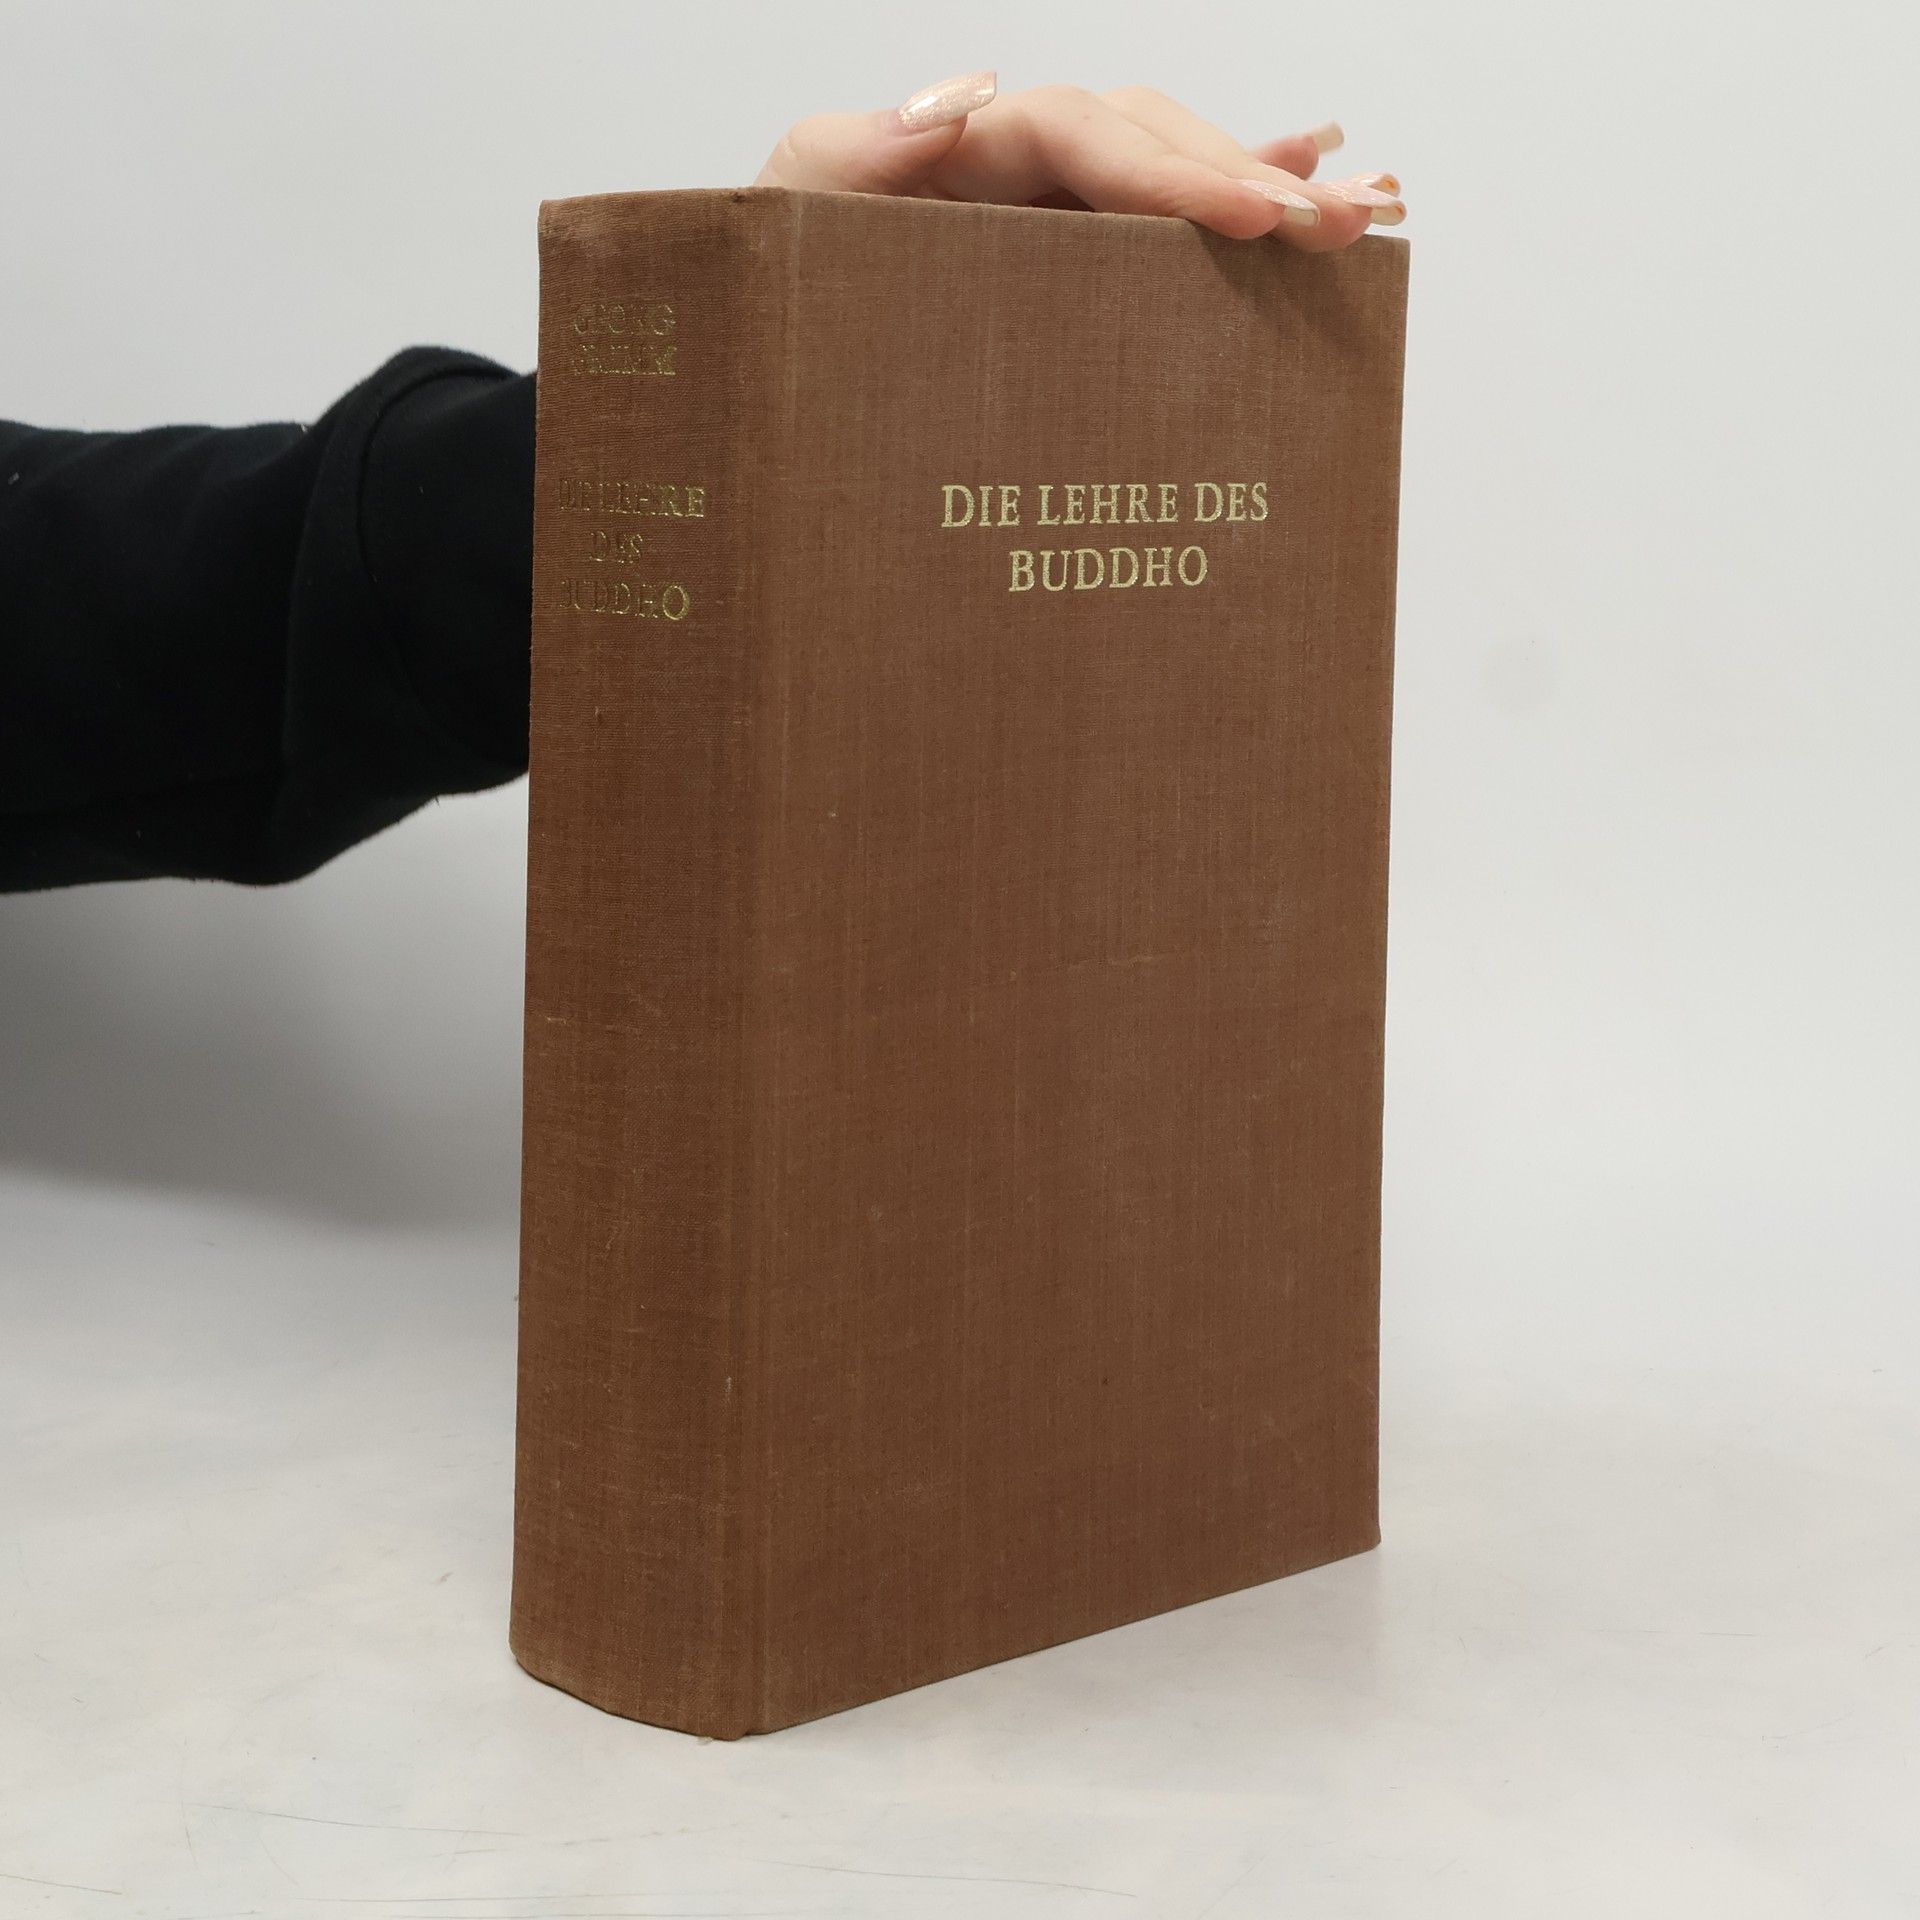 GEORG
GRIMM
DIE LEHRE
DES
BUDDHO
DIE LEHRE DES
BUDDHO